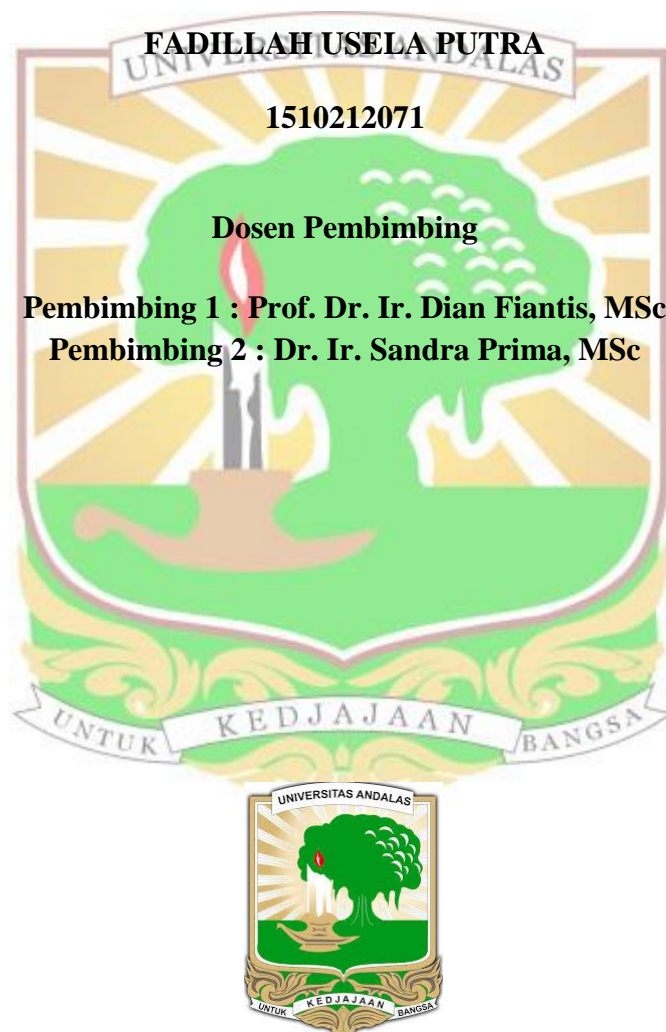 FADILLAH USELA PUTRA
UNIVERSITAS ANDALAS
1510212071
Dosen Pembimbing
Pembimbing 1 : Prof. Dr. Ir. Dian Fiantis, MSc
Pembimbing 2 : Dr. Ir. Sandra Prima, MSc
UNTUK KEDJAJAAN BANGSA
UNIVERSITAS ANDALAS
UNTUK KEDJAJAAN BANGSA